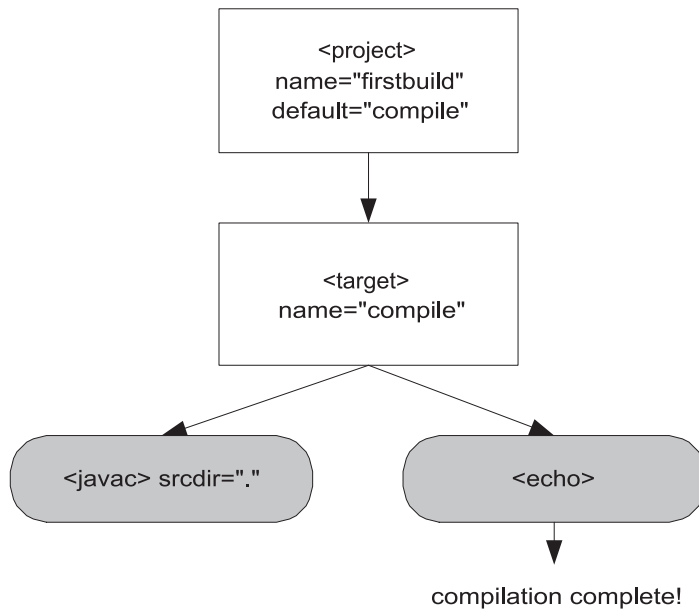 <project>
name="firstbuild"
default="compile"
<target>
name="compile"
<javac> srcdir="."
<echo>
compilation complete!